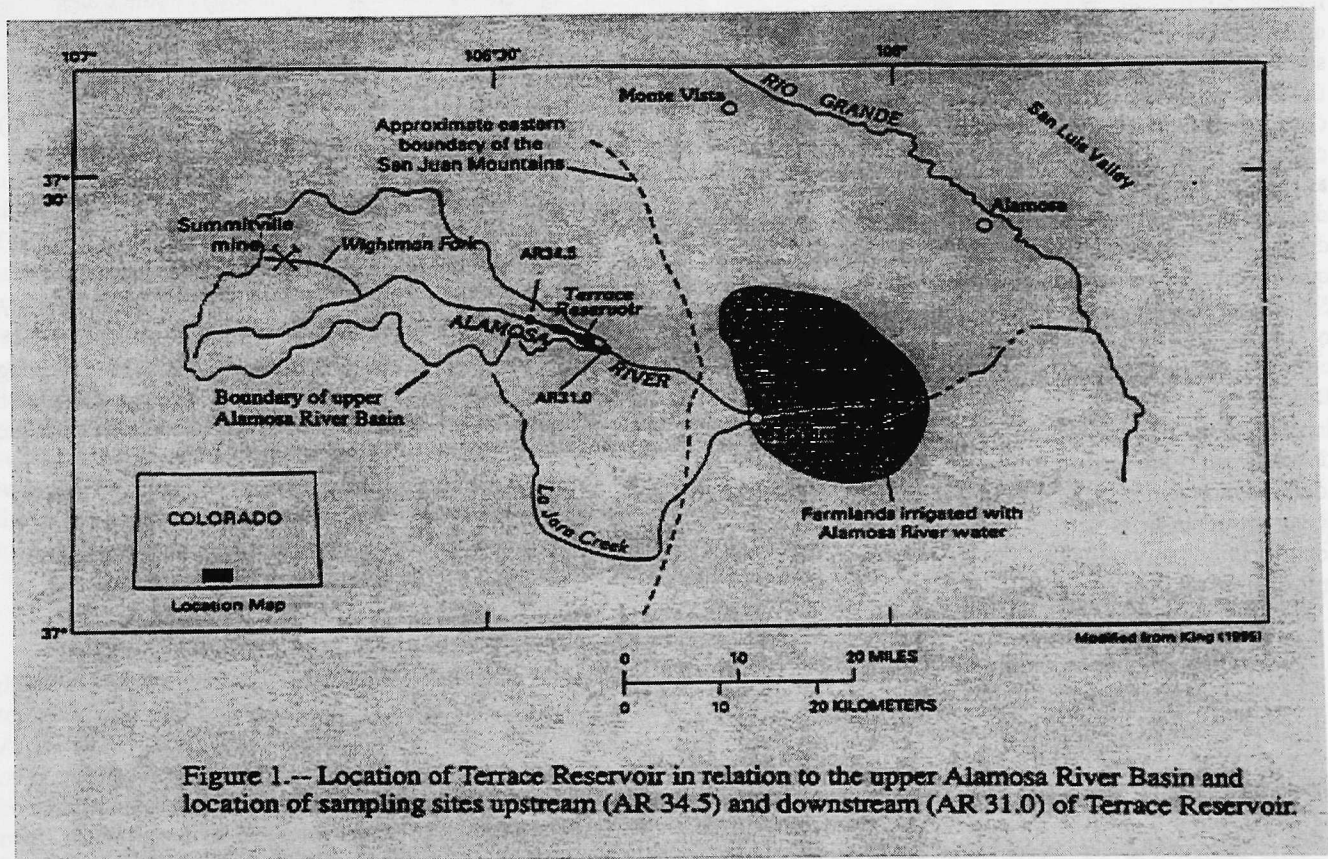 107°
106°30'
106°
RIO GRANDE
Monte Vista
San Luis Valley
Approximate eastern
boundary of the
San Juan Mountains
37°
30'
Alamosa
Summitville
mine
Wightman Fork
AR34.5
Terrace
Reservoir
ALAMOSA RIVER
AR31.0
Boundary of upper
Alamosa River Basin
La Jara Creek
Farmlands irrigated with
Alamosa River water
COLORADO
Location Map
37°
Modified from King (1995)
0 10 20 MILES
0 10 20 KILOMETERS
Figure 1.-- Location of Terrace Reservoir in relation to the upper Alamosa River Basin and
location of sampling sites upstream (AR 34.5) and downstream (AR 31.0) of Terrace Reservoir.